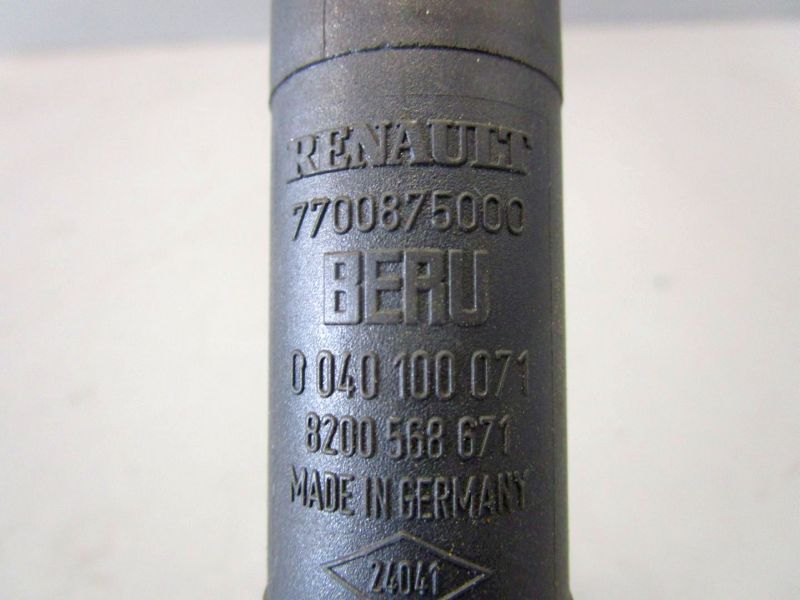 RENAULT
7700875000
BERU
0 040 100 071
8200 568 671
MADE IN GERMANY
24041